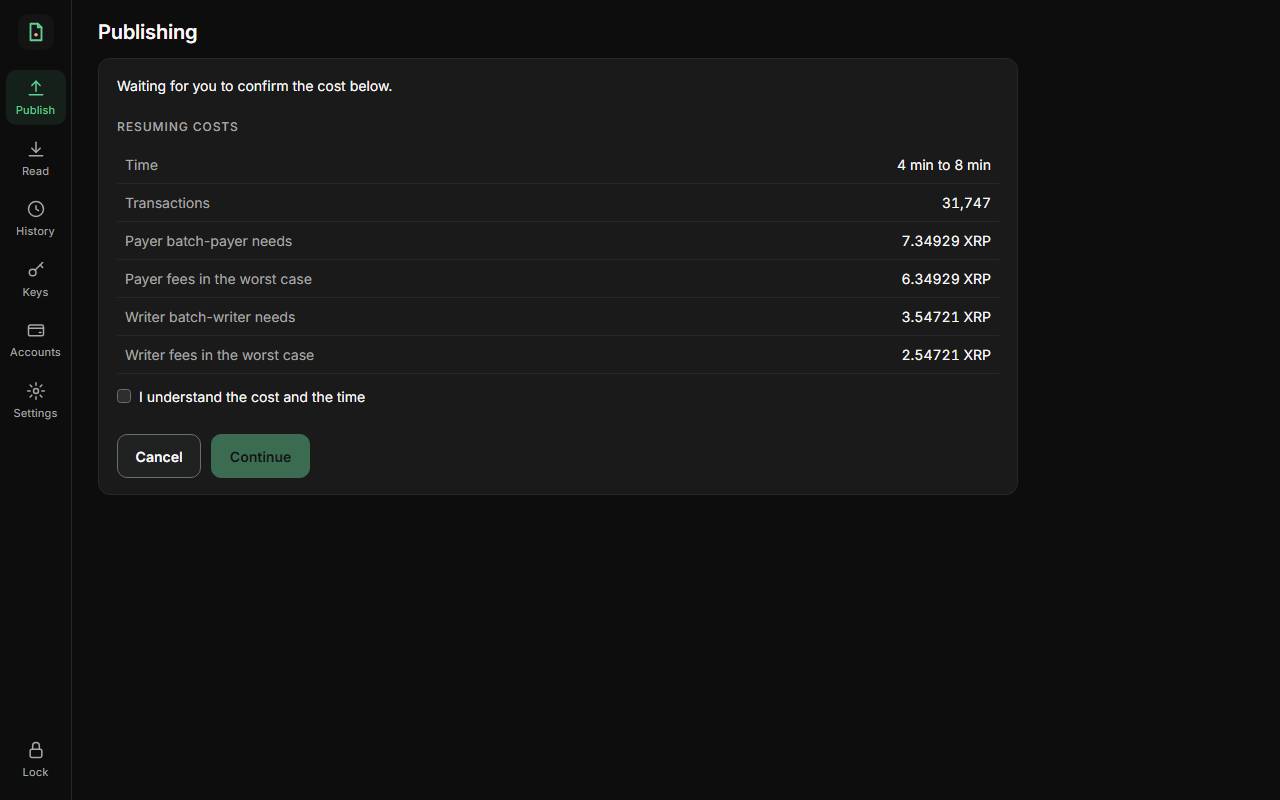 Publishing
Waiting for you to confirm the cost below.
RESUMING COSTS
Time 4 min to 8 min
Transactions 31,747
Payer batch-payer needs 7.34929 XRP
Payer fees in the worst case 6.34929 XRP
Writer batch-writer needs 3.54721 XRP
Writer fees in the worst case 2.54721 XRP
I understand the cost and the time
Cancel Continue
Publish
Read
History
Keys
Accounts
Settings
Lock